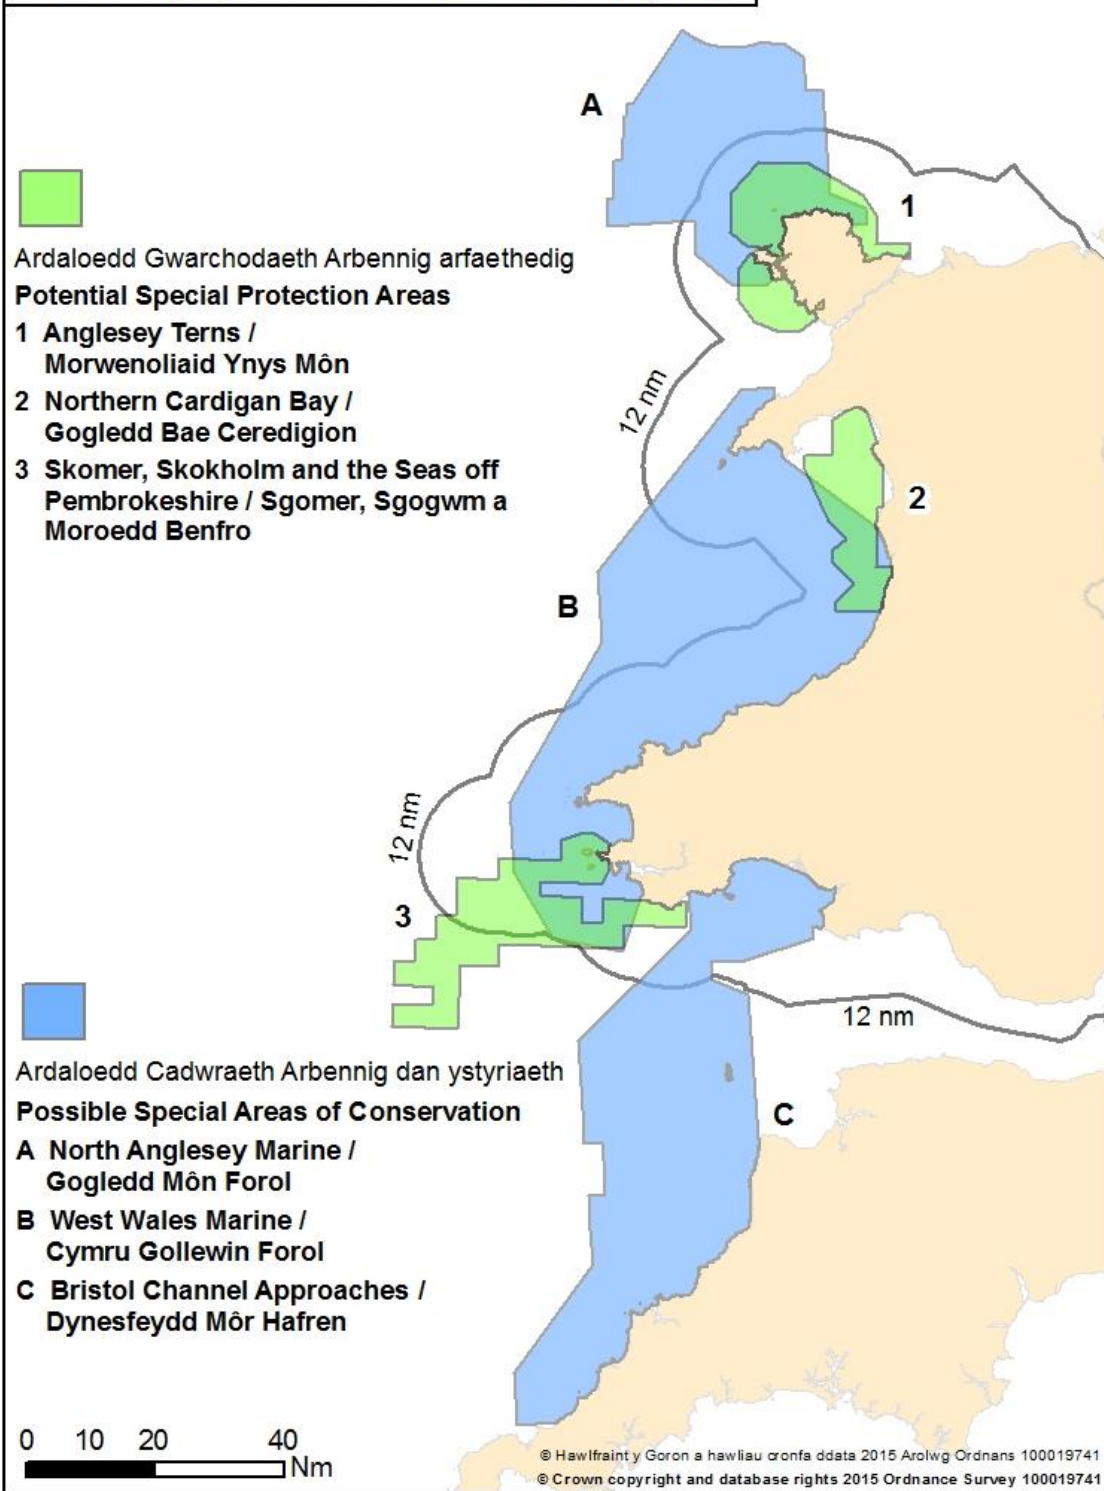 A
1
Ardaloedd Gwarchodaeth Arbennig arfaethedig
Potential Special Protection Areas
1 Anglesey Terns /
Morwenoliaid Ynys Môn
2 Northern Cardigan Bay /
Gogledd Bae Ceredigion
3 Skomer, Skokholm and the Seas off
Pembrokeshire / Sgomer, Sgogwm a
Moroedd Benfro
12 nm
2
B
12 nm
3
12 nm
Ardaloedd Cadwraeth Arbennig dan ystyriaeth
Possible Special Areas of Conservation
A North Anglesey Marine /
Gogledd Môn Forol
B West Wales Marine /
Cymru Gollewin Forol
C Bristol Channel Approaches /
Dynesfeydd Môr Hafren
C
0 10 20 40
Nm
© Hawlfraint y Goron a hawliau cronfa ddata 2015 Arolwg Ordnans 100019741
© Crown copyright and database rights 2015 Ordnance Survey 100019741